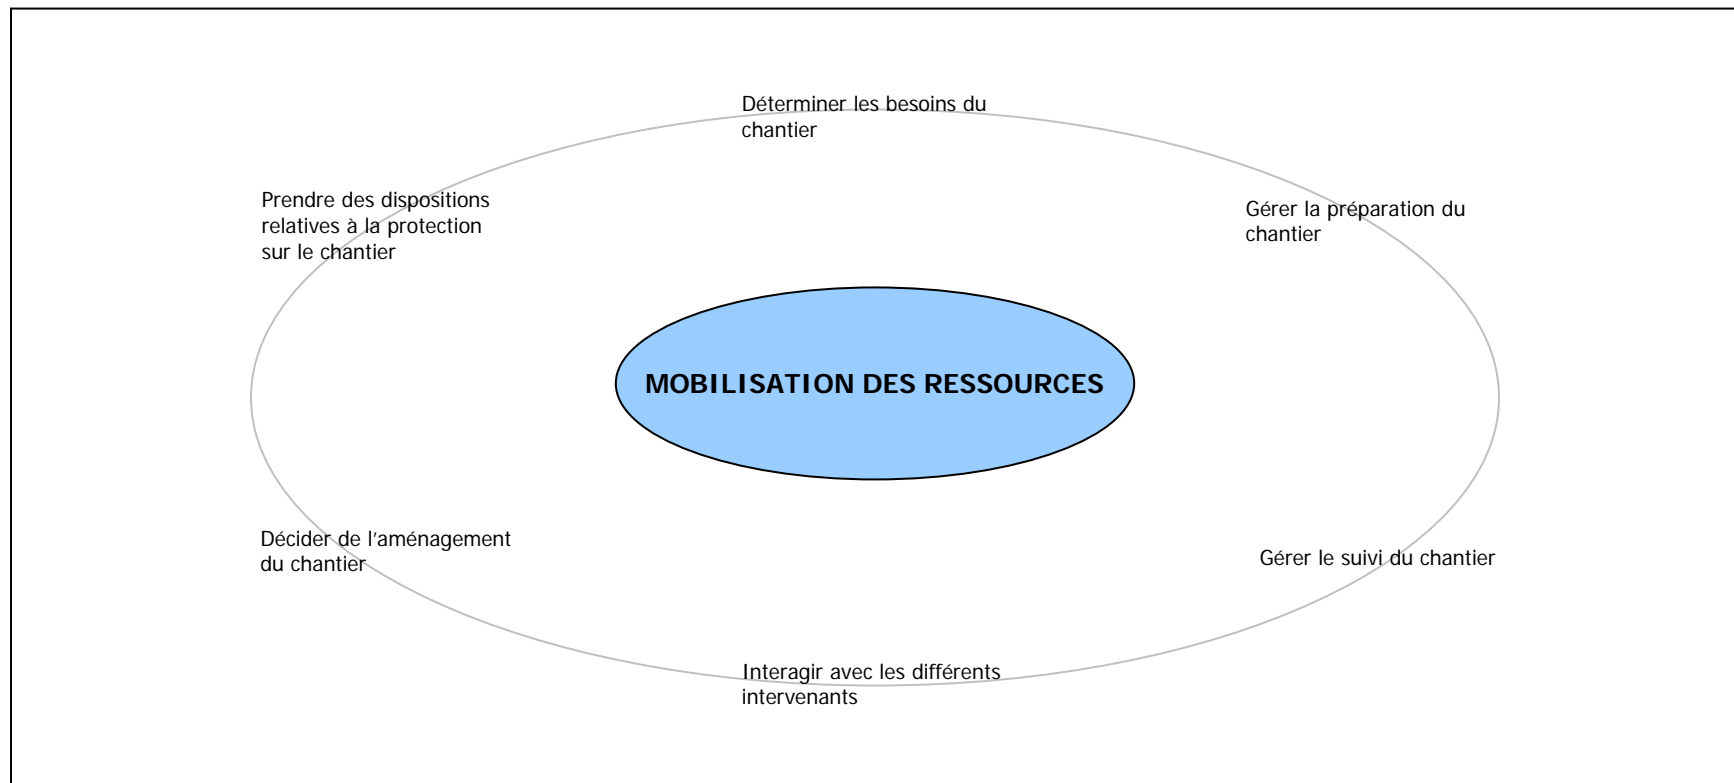 Déterminer les besoins du
chantier
Prendre des dispositions
relatives à la protection
sur le chantier
Gérer la préparation du
chantier
MOBILISATION DES RESSOURCES
Décider de l'aménagement
du chantier
Gérer le suivi du chantier
Interagir avec les différents
intervenants